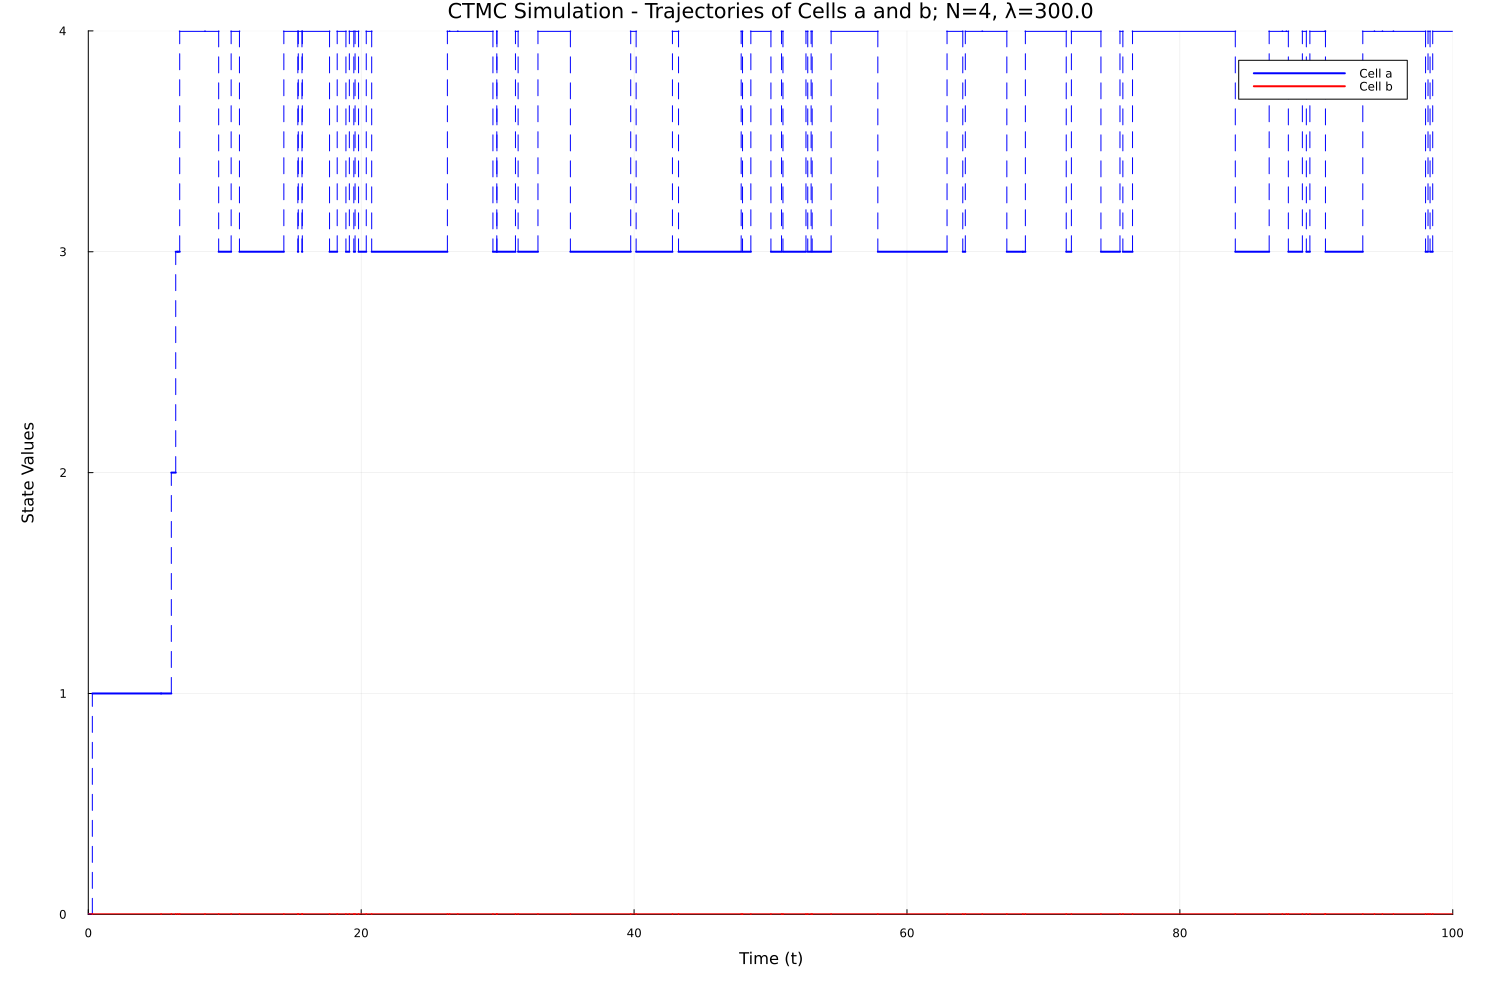 CTMC Simulation - Trajectories of Cells a and b; N=4, λ=300.0
4
Cell a
Cell b
3
State Values
2
1
0
0 20 40 60 80 100
Time (t)